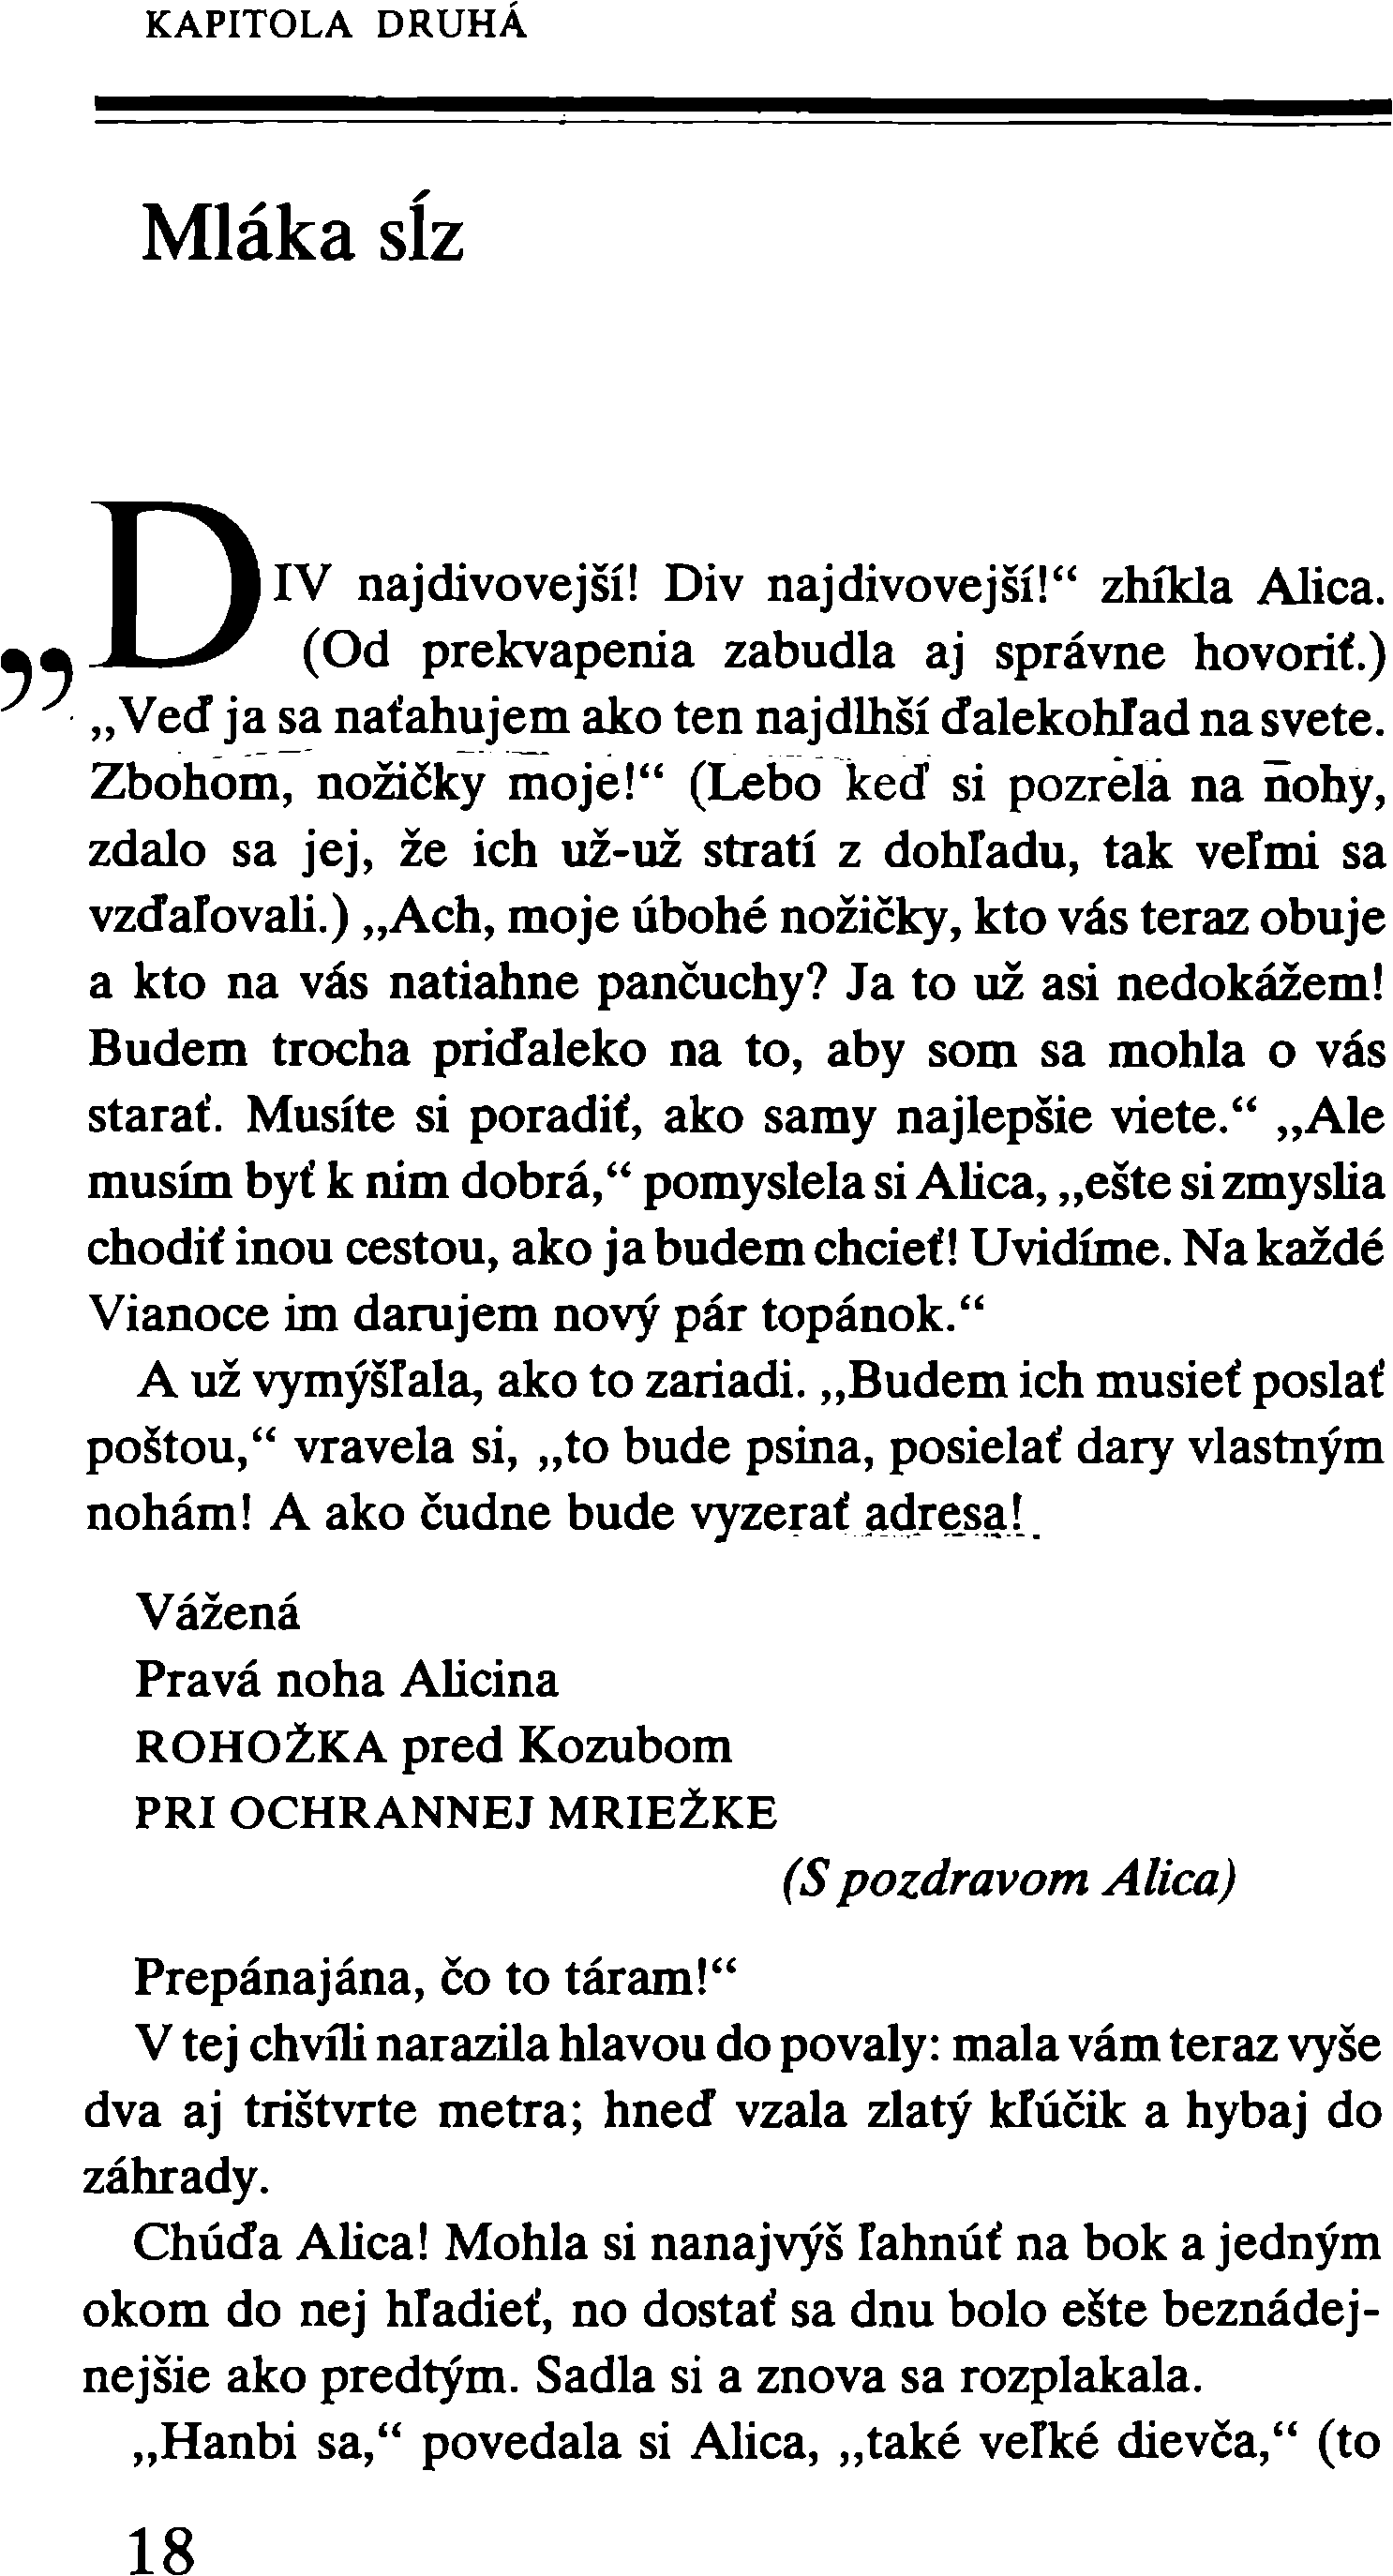 KAPITOLA DRUHÁ
Mláka sĺz
„DIV najdivovejší! Div najdivovejší!“ zhíkla Alica.
(Od prekvapenia zabudla aj správne hovoriť.)
„Veď ja sa naťahujem ako ten najdlhší ďalekohľad na svete.
Zbohom, nožičky moje!“ (Lebo keď si pozrela na nohy,
zdalo sa jej, že ich už-už stratí z dohľadu, tak veľmi sa
vzďaľovali.) „Ach, moje úbohé nožičky, kto vás teraz obuje
a kto na vás natiahne pančuchy? Ja to už asi nedokážem!
Budem trocha priďaleko na to, aby som sa mohla o vás
starať. Musíte si poradiť, ako samy najlepšie viete.“ „Ale
musím byť k nim dobrá,“ pomyslela si Alica, „ešte si zmyslia
chodiť inou cestou, ako ja budem chcieť! Uvidíme. Na každé
Vianoce im darujem nový pár topánok.“
A už vymýšľala, ako to zariadi. „Budem ich musieť poslať
poštou,“ vravela si, „to bude psina, posielať dary vlastným
nohám! A ako čudne bude vyzerať adresa!
Vážená
Pravá noha Alicina
ROHOŽKA pred Kozubom
PRI OCHRANNEJ MRIEŽKE
(S pozdravom Alica)
Prepánajána, čo to táram!“
V tej chvíli narazila hlavou do povaly: mala vám teraz vyše
dva aj trištvrte metra; hneď vzala zlatý kľúčik a hybaj do
záhrady.
Chúďa Alica! Mohla si nanajvýš ľahnúť na bok a jedným
okom do nej hľadieť, no dostať sa dnu bolo ešte beznádej-
nejšie ako predtým. Sadla si a znova sa rozplakala.
„Hanbi sa,“ povedala si Alica, „také veľké dievča,“ (to
18